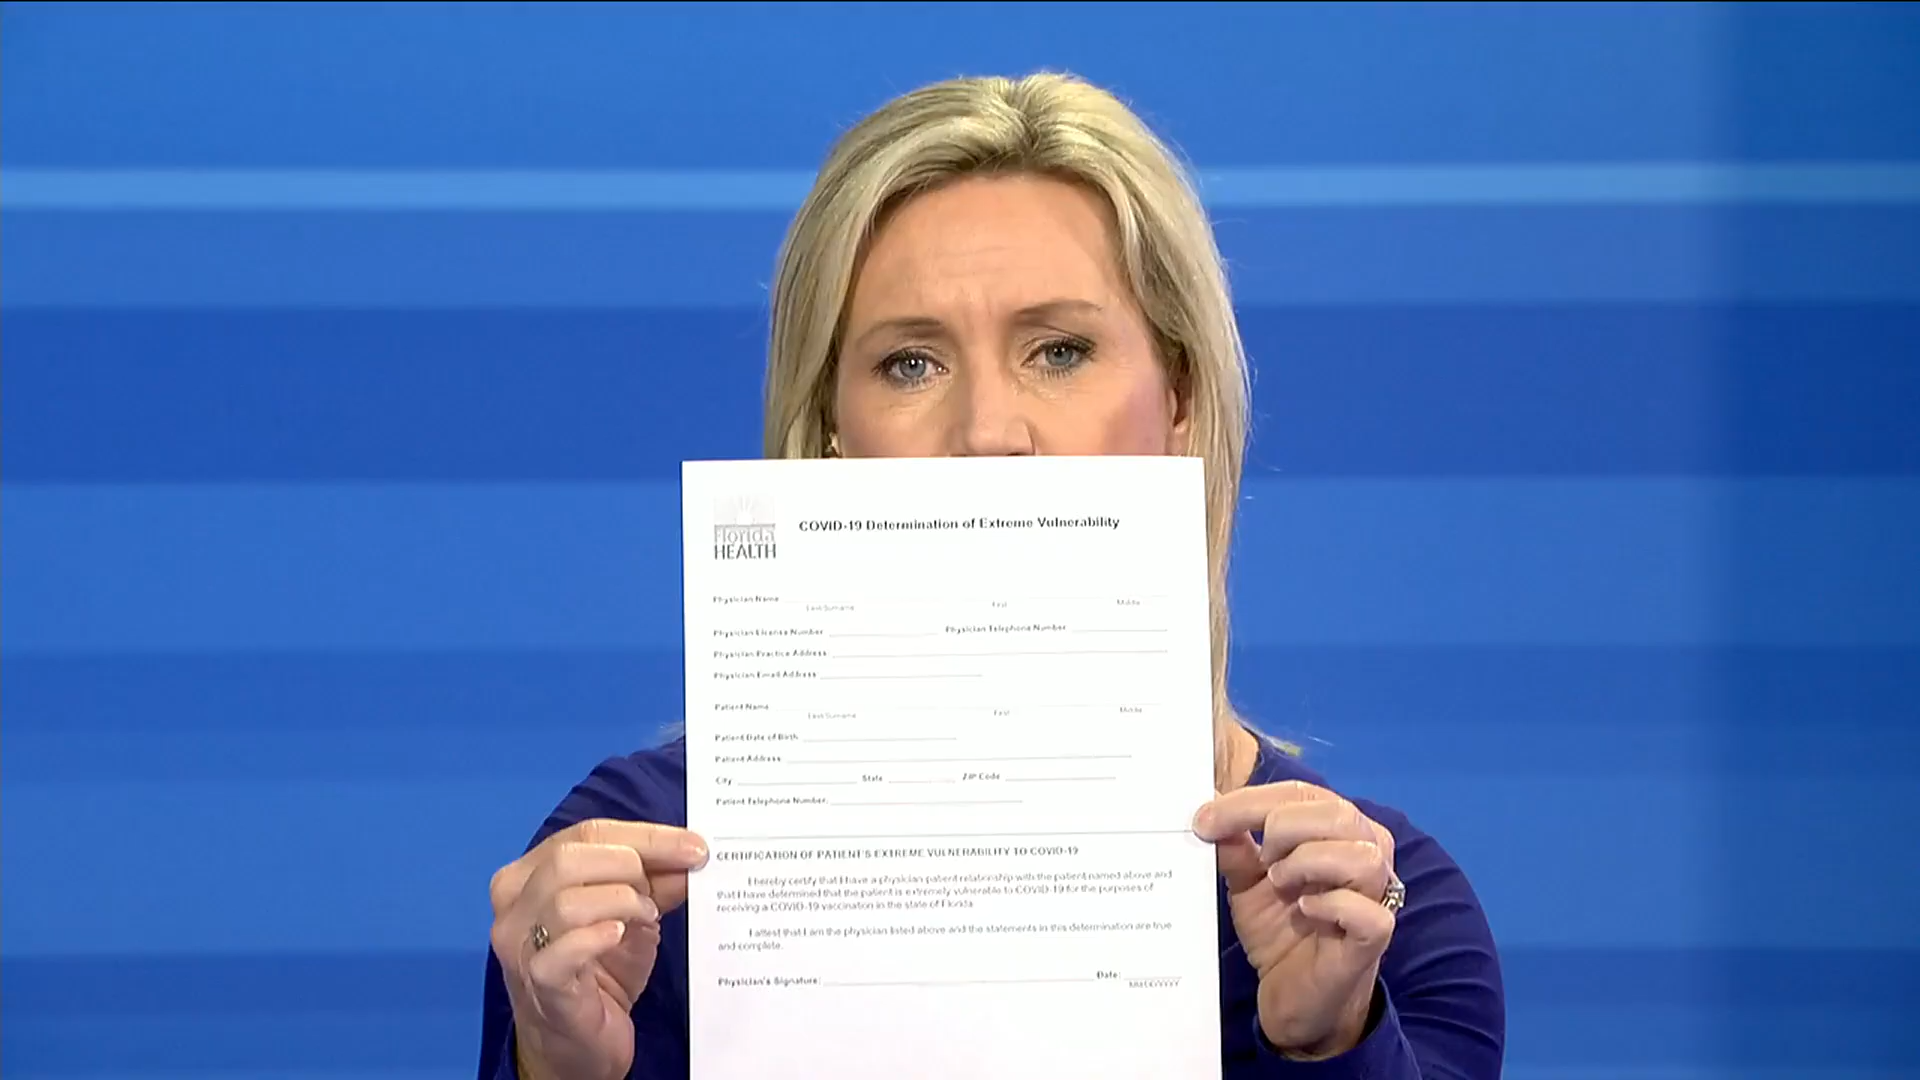 Florida
HEALTH
COVID-19 Determination of Extreme Vulnerability
Physician Name
Last/Surname First Middle
Physician License Number Physician Telephone Number
Physician Practice Address:
Physician Email Address
Patient Name
Last/Surname First Middle
Patient Date of Birth
Patient Address
City State ZIP Code
Patient Telephone Number:
CERTIFICATION OF PATIENT'S EXTREME VULNERABILITY TO COVID-19
I hereby certify that I have a physician patient relationship with the patient named above and
that I have determined that the patient is extremely vulnerable to COVID-19 for the purposes of
receiving a COVID-19 vaccination in the state of Florida
I attest that I am the physician listed above and the statements in this determination are true
and complete.
Physician's Signature: Date:
MM/DD/YYYY